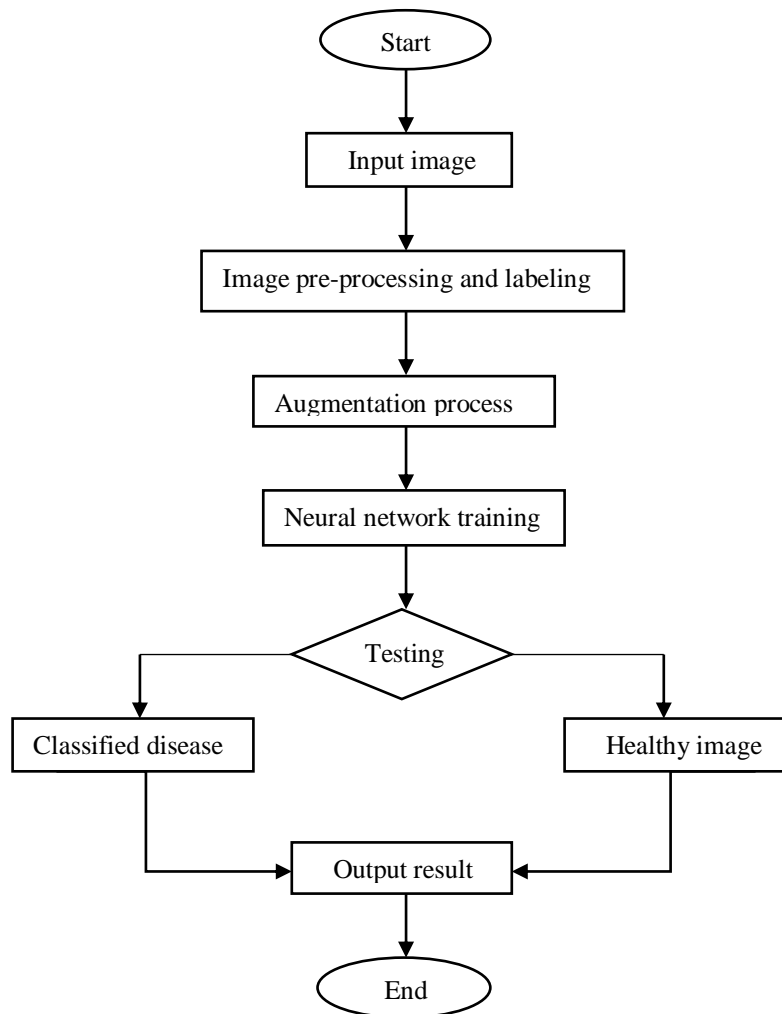 Start
Input image
Image pre-processing and labeling
Augmentation process
Neural network training
Testing
Classified disease
Healthy image
Output result
End